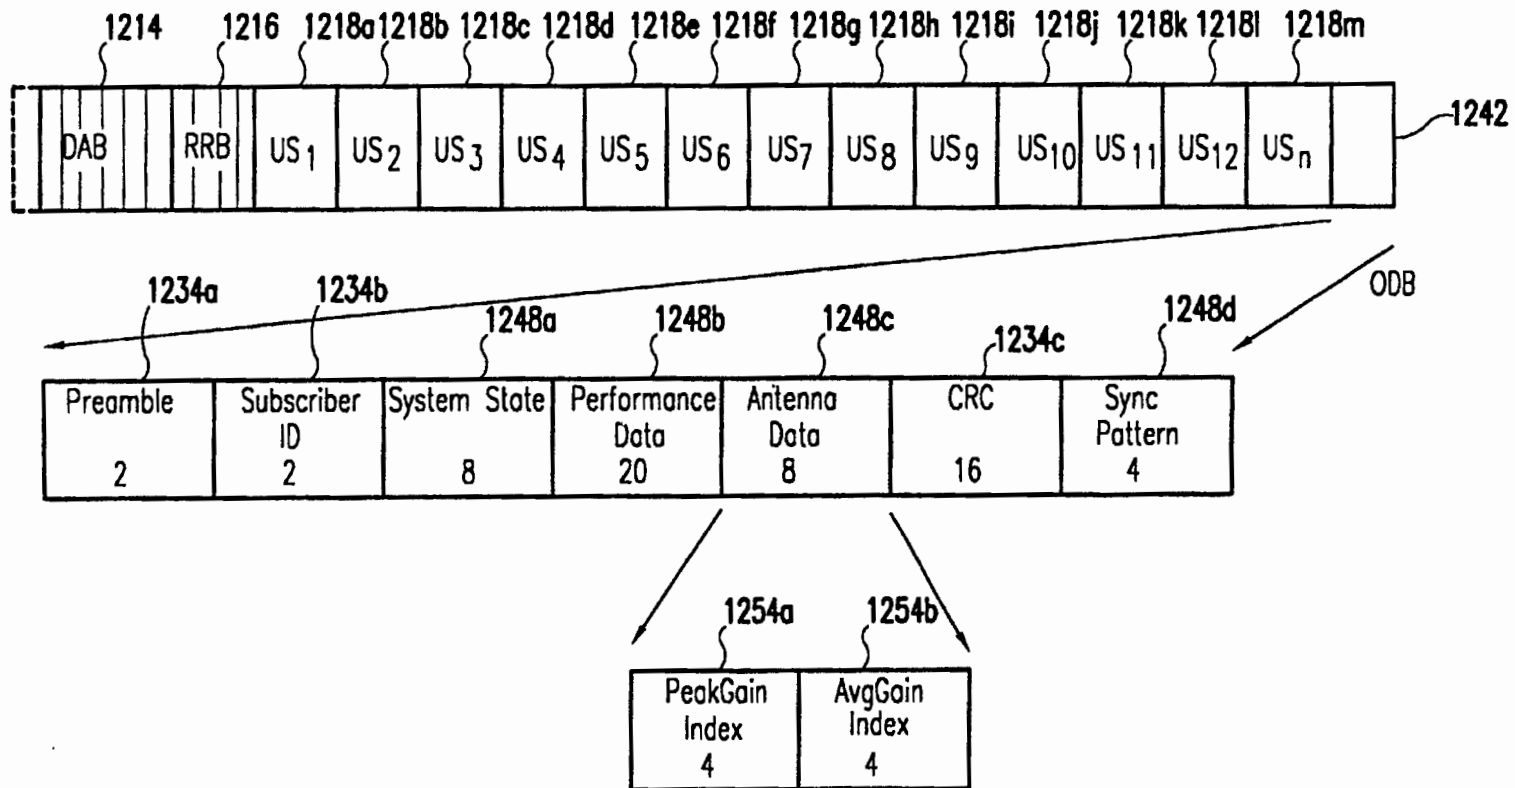 1214 1216 1218a 1218b 1218c 1218d 1218e 1218f 1218g 1218h 1218i 1218j 1218k 1218l 1218m
DAB RRB US1 US2 US3 US4 US5 US6 US7 US8 US9 US10 US11 US12 USn
1242
ODB
1234a 1234b 1248a 1248b 1248c 1234c 1248d
Preamble
2
Subscriber
ID
2
System State
8
Performance
Data
20
Antenna
Data
8
CRC
16
Sync
Pattern
4
1254a 1254b
PeakGain
Index
4
AvgGain
Index
4